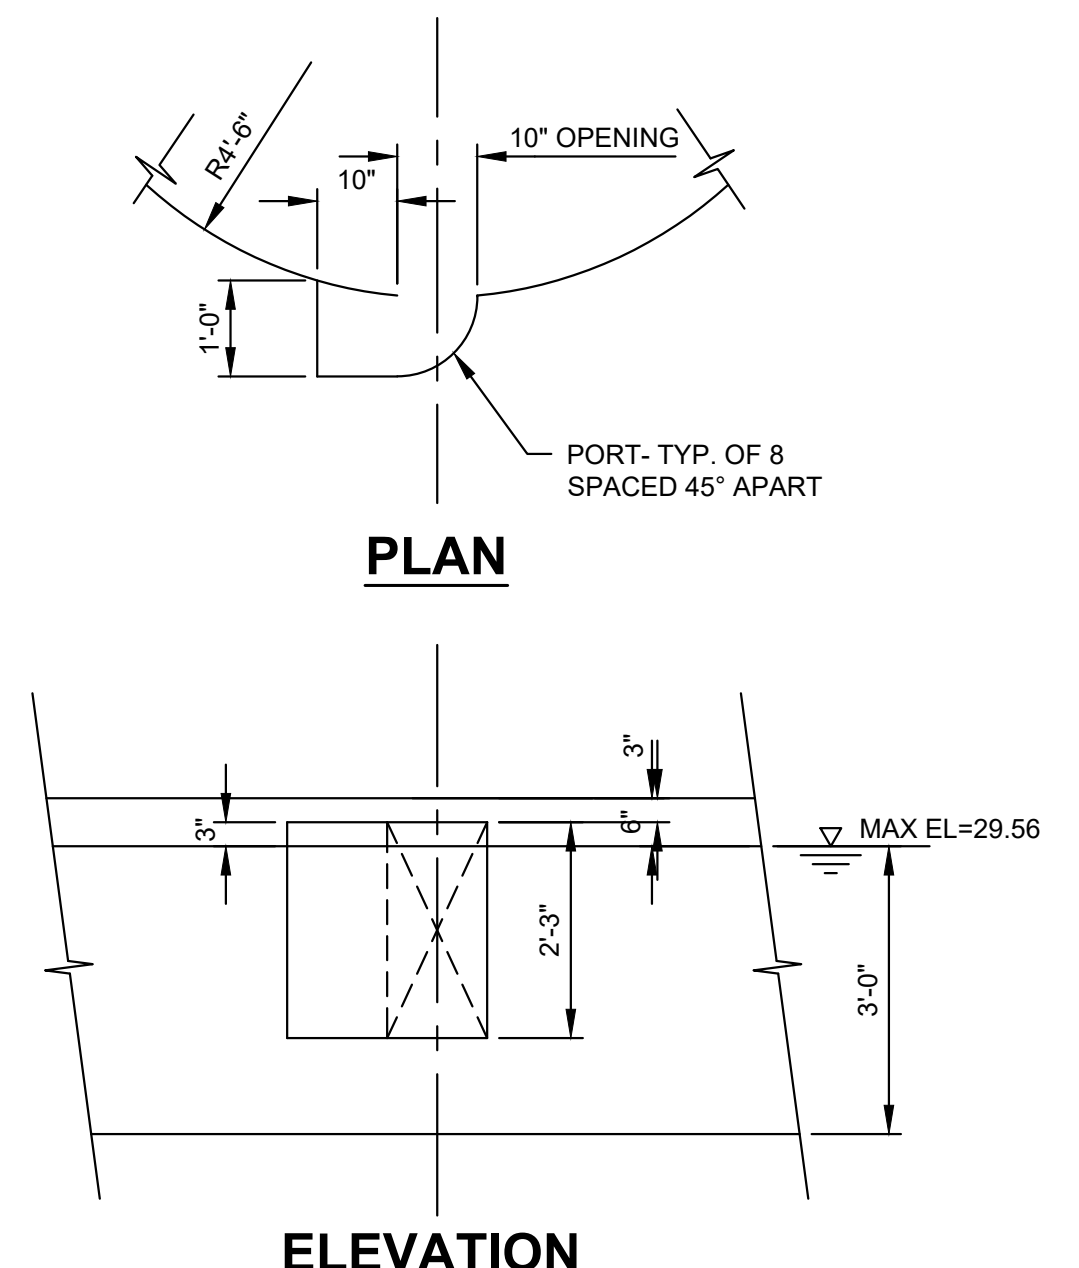 10" OPENING
R4'-6"
10"
1'-0"
PORT- TYP. OF 8
SPACED 45° APART
PLAN
3"
3"
6"
MAX EL=29.56
2'-3"
3'-0"
ELEVATION